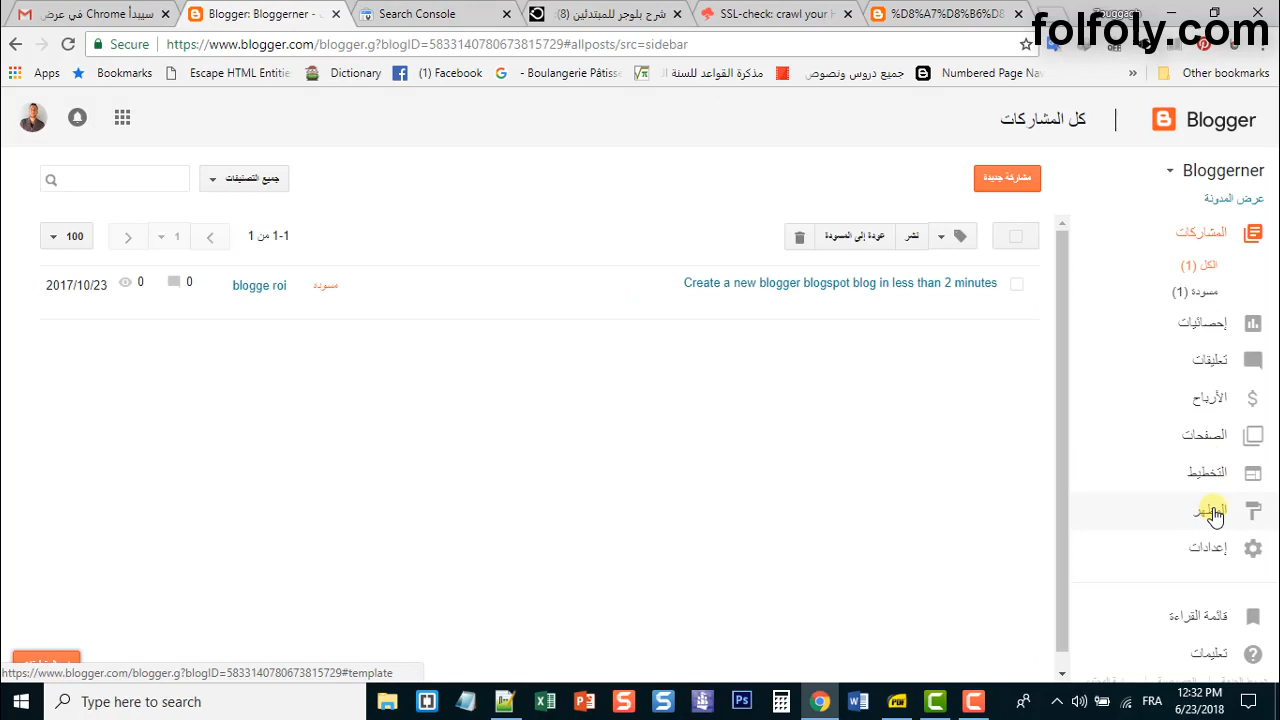 سيبدأ Chrome في عرض
Blogger: Bloggerner -
Search Console
شرح بلوجر للمبتدئين (8):
SSL-check: crawl your H
%D8%A7%D8%B6%D8
folfoly.com
Secure
https://www.blogger.com/blogger.g?blogID=5833140780673815729#allposts/src=sidebar
Apps
Bookmarks
Escape HTML Entitie
Dictionary
(1) Facebook
- Boulangerie Pâtiss
مذكرة القواعد للسنة ال
جميع دروس ونصوص
Numbered Page Nav
»
Other bookmarks
كل المشاركات
Blogger
Bloggerner
عرض المدونة
جميع التصنيفات
مشاركة جديدة
المشاركات
الكل (1)
مسودة (1)
100
1
1-1 من 1
عودة إلى المسودة
نشر
2017/10/23
0
0
blogge roi
مسودة
Create a new blogger blogspot blog in less than 2 minutes
إحصائيات
تعليقات
الأرباح
الصفحات
التخطيط
المظهر
إعدادات
قائمة القراءة
تعليمات
https://www.blogger.com/blogger.g?blogID=5833140780673815729#template
Type here to search
FRA
12:32 PM
6/23/2018